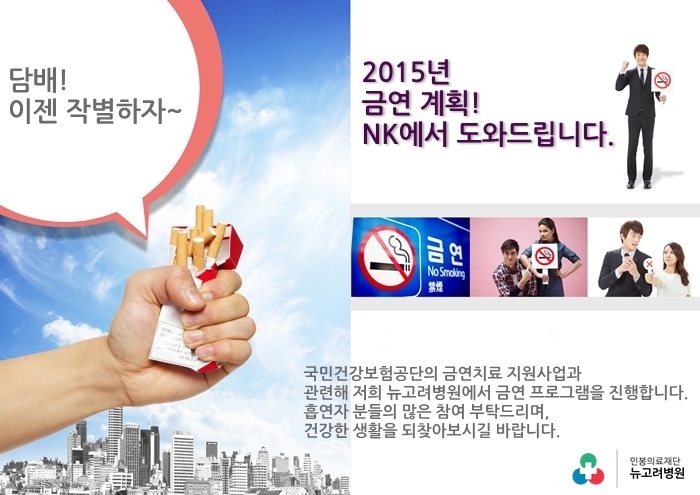 담배!
이젠 작별하자~
2015년
금연 계획!
NK에서 도와드립니다.
금연
No Smoking
禁煙
국민건강보험공단의 금연치료 지원사업과
관련해 저희 뉴고려병원에서 금연 프로그램을 진행합니다.
흡연자 분들의 많은 참여 부탁드리며,
건강한 생활을 되찾아보시길 바랍니다.
인봉의료재단
뉴고려병원